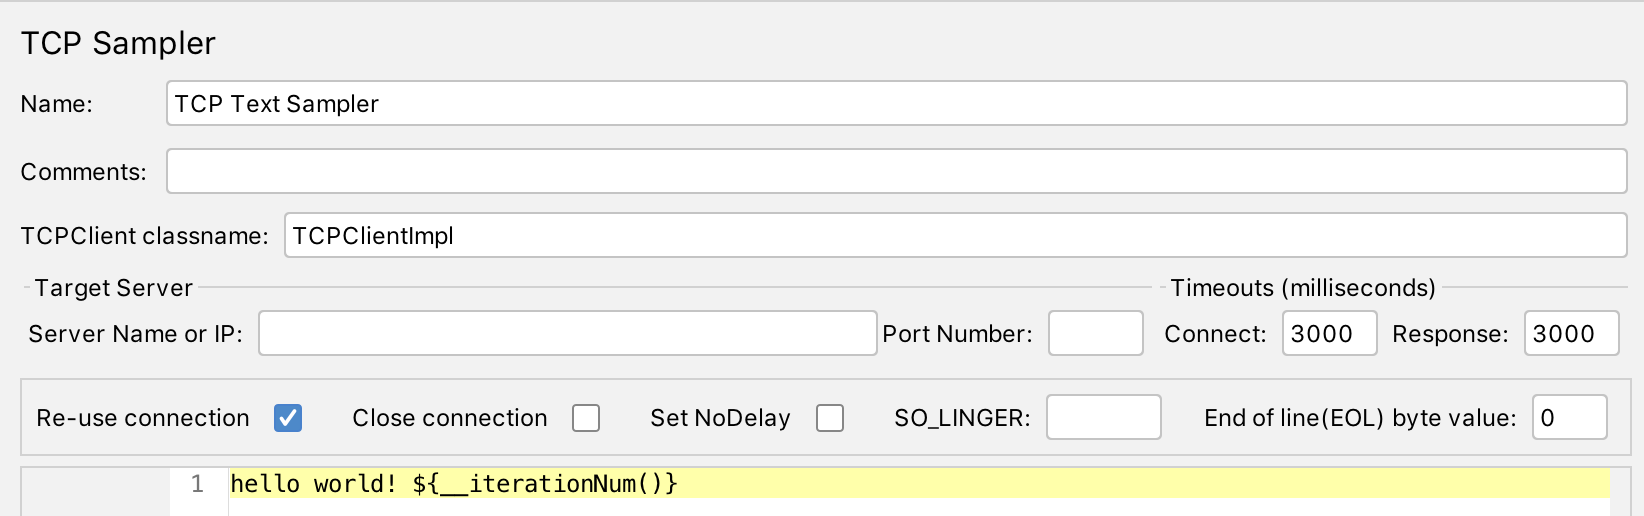 TCP Sampler
Name: TCP Text Sampler
Comments:
TCPClient classname: TCPClientImpl
Target Server Timeouts (milliseconds)
Server Name or IP: Port Number: Connect: 3000 Response: 3000
Re-use connection Close connection Set NoDelay SO_LINGER: End of line(EOL) byte value: 0
1 hello world! ${__iterationNum()}